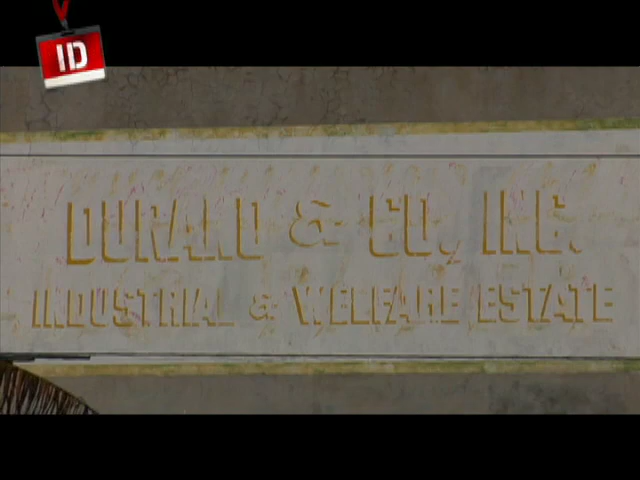 ID
DURAND & CO., INC.
INDUSTRIAL & WELFARE ESTATE